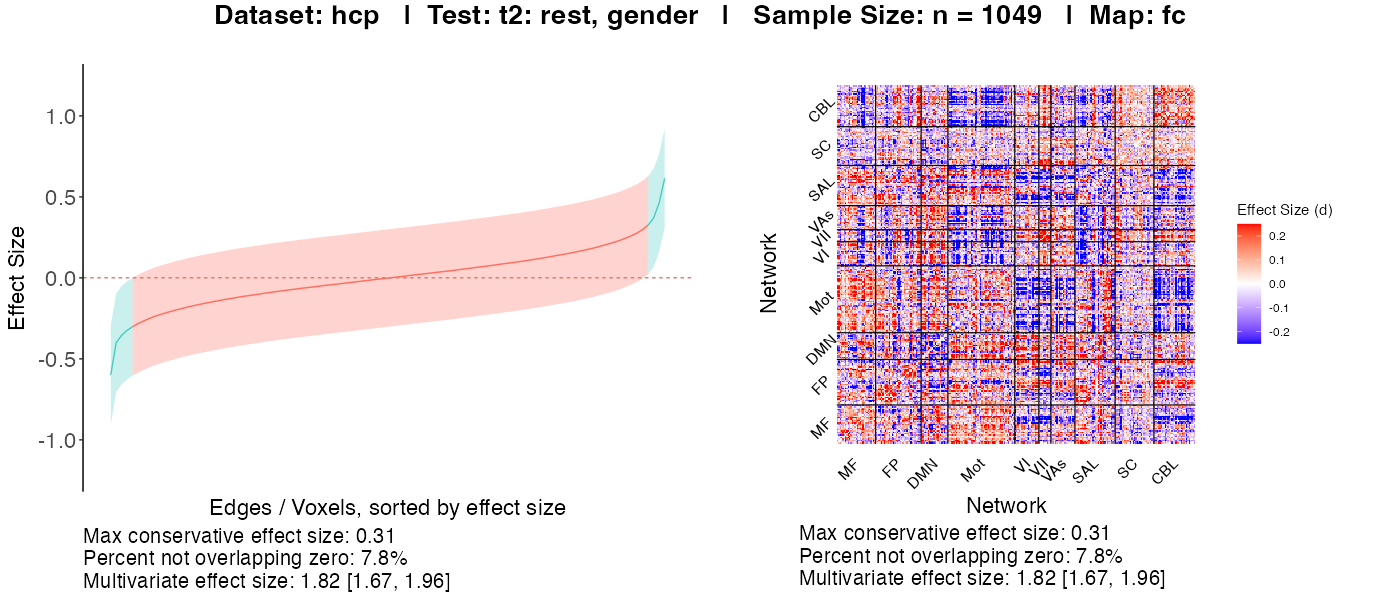 Dataset: hcp | Test: t2: rest, gender | Sample Size: n = 1049 | Map: fc
Effect Size
1.0
0.5
0.0
-0.5
-1.0
Edges / Voxels, sorted by effect size
Max conservative effect size: 0.31
Percent not overlapping zero: 7.8%
Multivariate effect size: 1.82 [1.67, 1.96]
Network
CBL
SC
SAL
VAs
VII
VI
Mot
DMN
FP
MF
MF
FP
DMN
Mot
VI
VII
VAs
SAL
SC
CBL
Network
Max conservative effect size: 0.31
Percent not overlapping zero: 7.8%
Multivariate effect size: 1.82 [1.67, 1.96]
Effect Size (d)
0.2
0.1
0.0
-0.1
-0.2